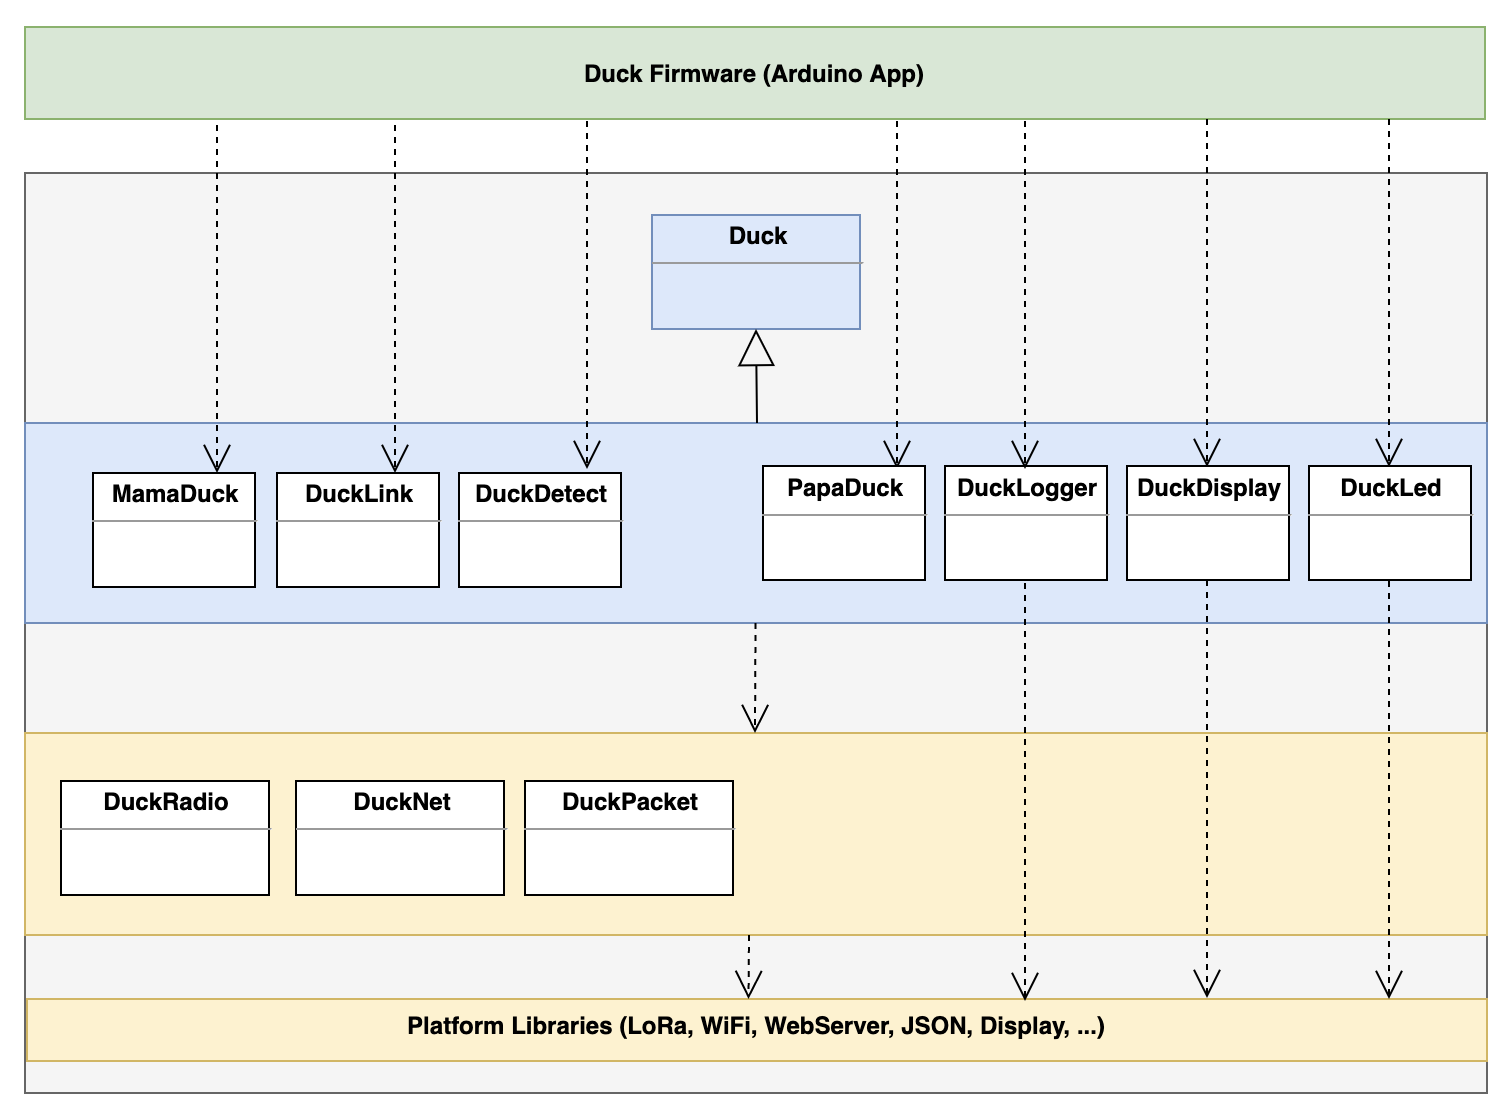 Duck Firmware (Arduino App)
Duck
MamaDuck
DuckLink
DuckDetect
PapaDuck
DuckLogger
DuckDisplay
DuckLed
DuckRadio
DuckNet
DuckPacket
Platform Libraries (LoRa, WiFi, WebServer, JSON, Display, ...)